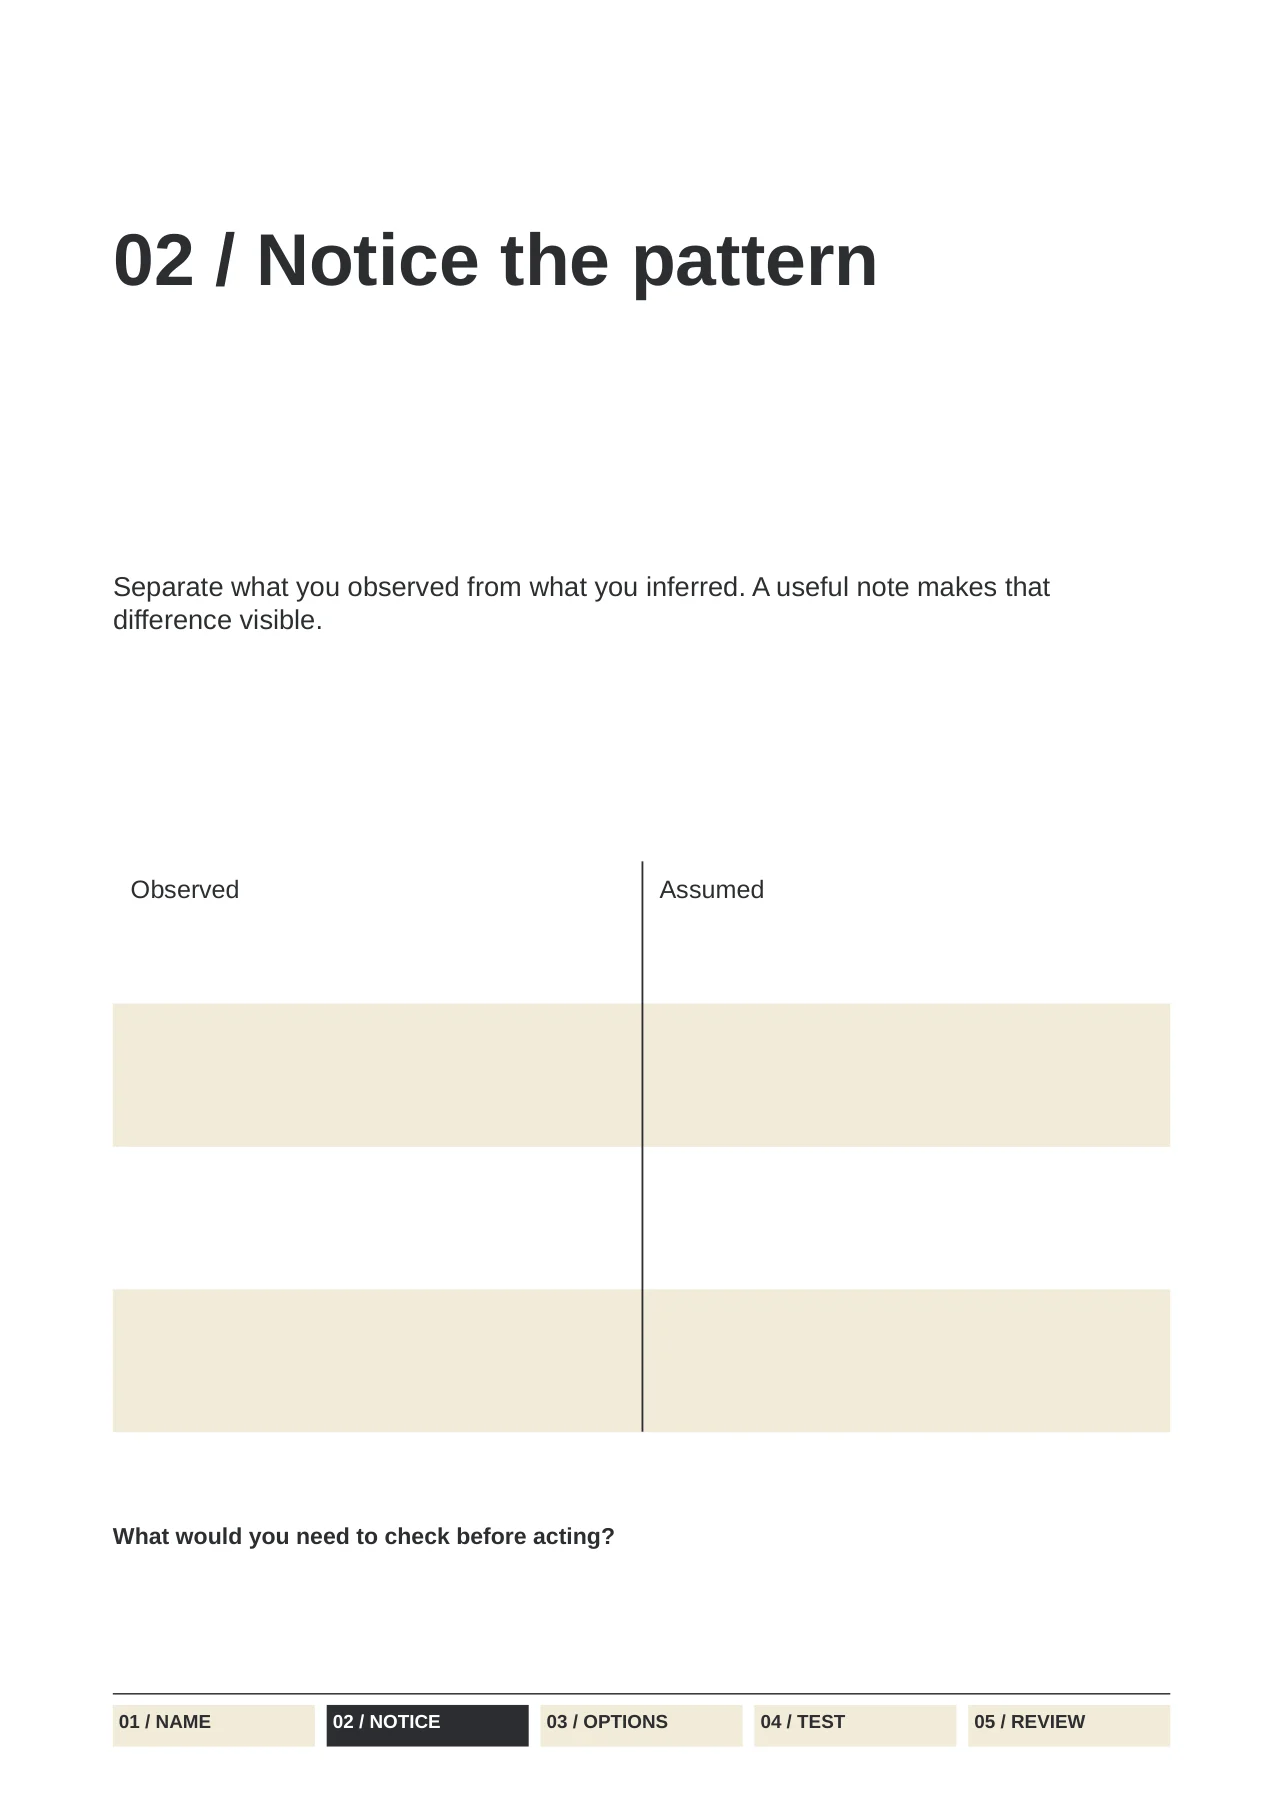 02 / Notice the pattern
Separate what you observed from what you inferred. A useful note makes that
difference visible.
Observed
Assumed
What would you need to check before acting?
01 / NAME
02 / NOTICE
03 / OPTIONS
04 / TEST
05 / REVIEW